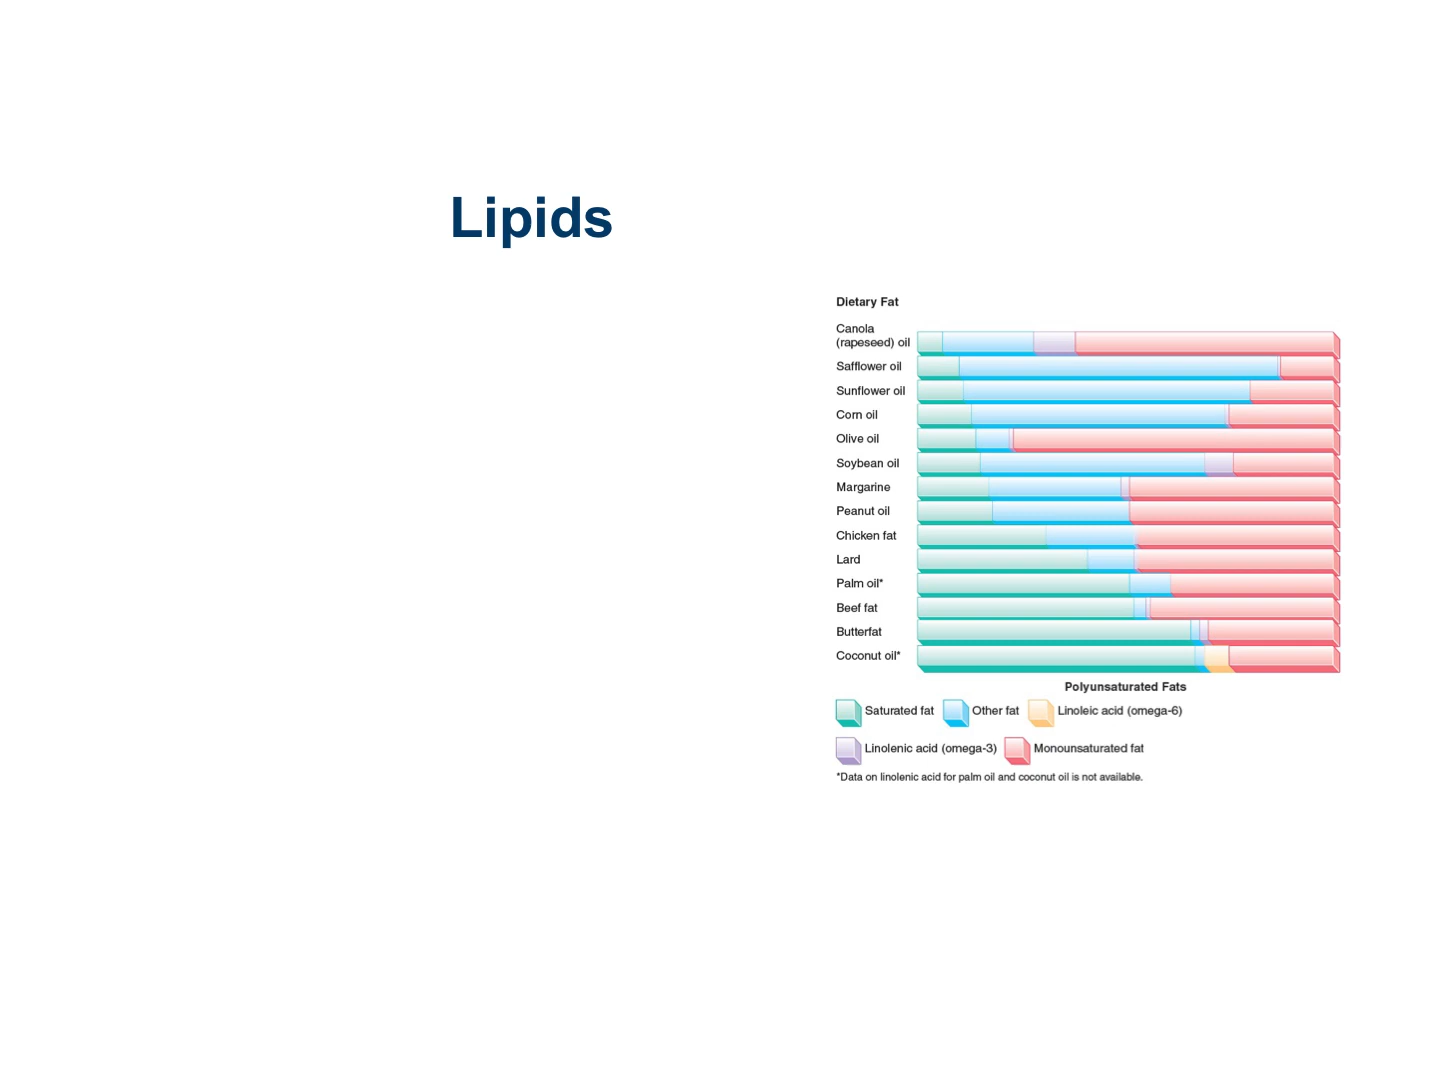 Lipids
Dietary Fat
Canola
(rapeseed) oil
Safflower oil
Sunflower oil
Corn oil
Olive oil
Soybean oil
Margarine
Peanut oil
Chicken fat
Lard
Palm oil*
Beef fat
Butterfat
Coconut oil*
Polyunsaturated Fats
Saturated fat Other fat Linoleic acid (omega-6)
Linolenic acid (omega-3) Monounsaturated fat
*Data on linolenic acid for palm oil and coconut oil is not available.